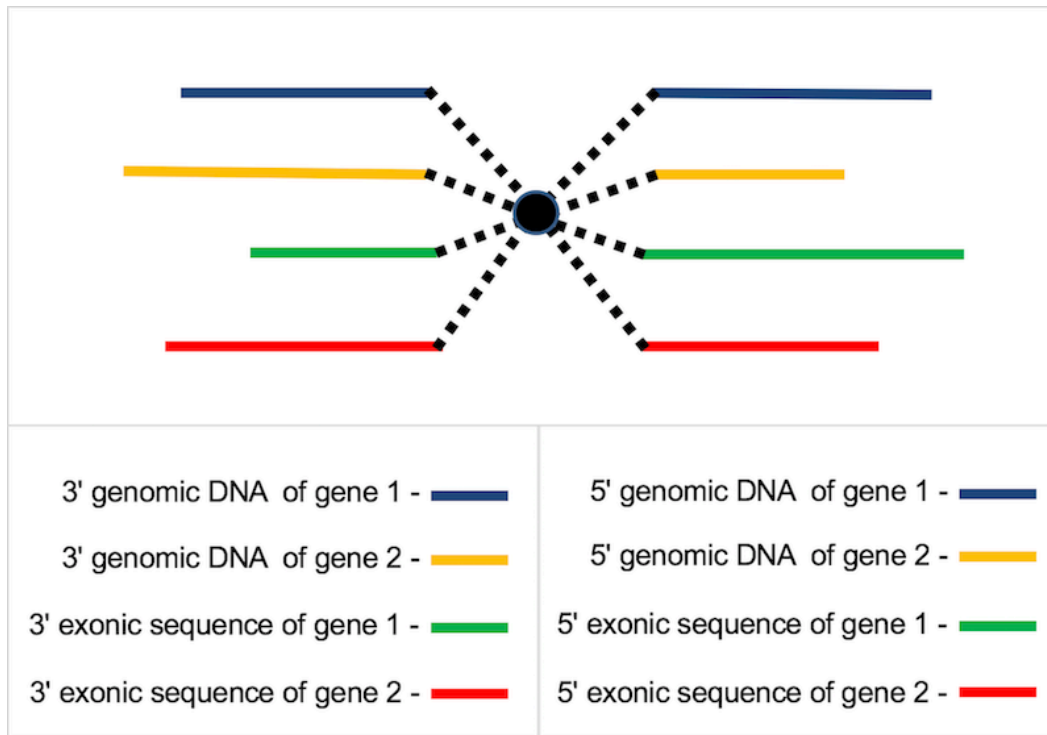 3' genomic DNA of gene 1 -
3' genomic DNA of gene 2 -
3' exonic sequence of gene 1 -
3' exonic sequence of gene 2 -
5' genomic DNA of gene 1 -
5' genomic DNA of gene 2 -
5' exonic sequence of gene 1 -
5' exonic sequence of gene 2 -